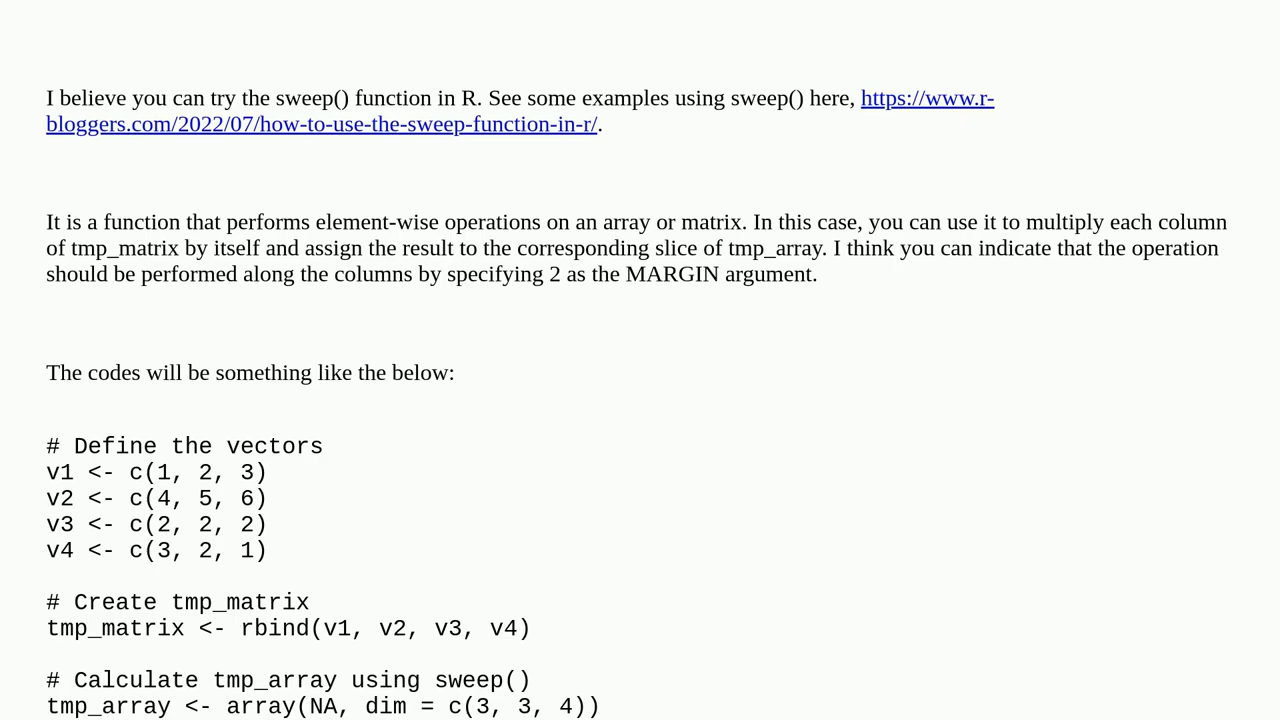 I believe you can try the sweep() function in R. See some examples using sweep() here, https://www.r-
bloggers.com/2022/07/how-to-use-the-sweep-function-in-r/.
It is a function that performs element-wise operations on an array or matrix. In this case, you can use it to multiply each column
of tmp_matrix by itself and assign the result to the corresponding slice of tmp_array. I think you can indicate that the operation
should be performed along the columns by specifying 2 as the MARGIN argument.
The codes will be something like the below:
# Define the vectors
v1 <- c(1, 2, 3)
v2 <- c(4, 5, 6)
v3 <- c(2, 2, 2)
v4 <- c(3, 2, 1)
# Create tmp_matrix
tmp_matrix <- rbind(v1, v2, v3, v4)
# Calculate tmp_array using sweep()
tmp_array <- array(NA, dim = c(3, 3, 4))